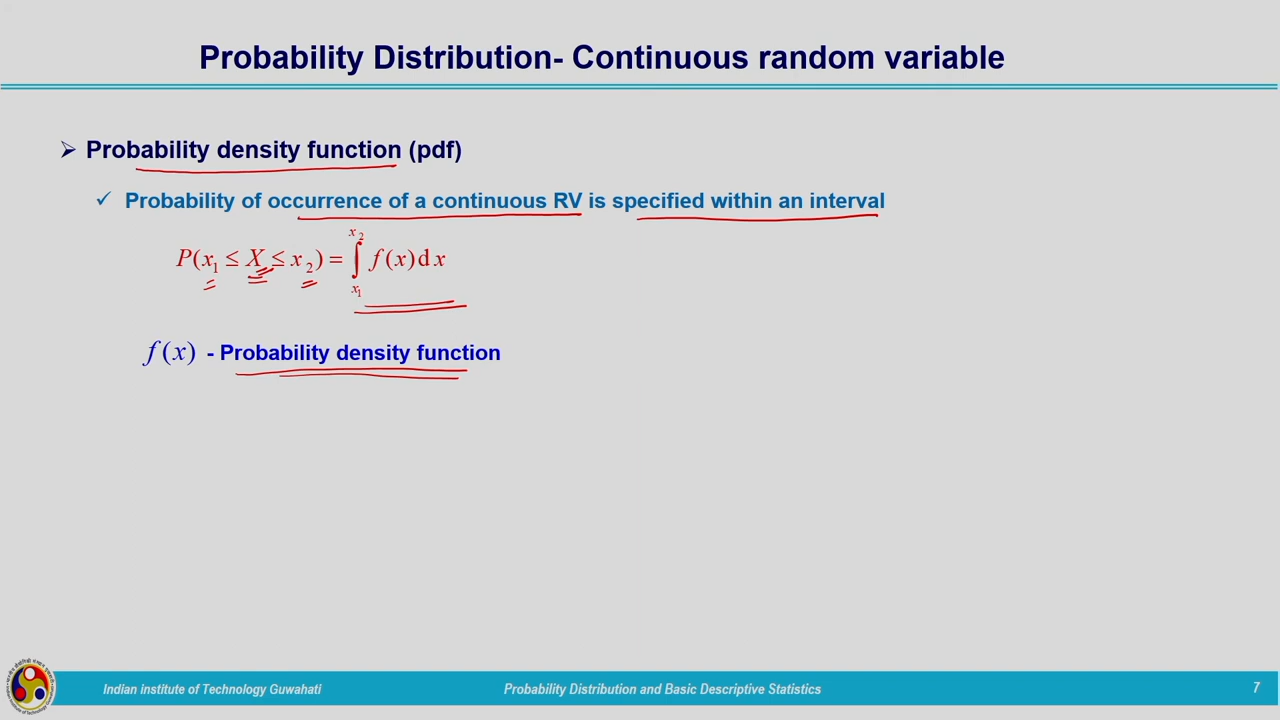 Probability Distribution- Continuous random variable
➢ Probability density function (pdf)
✓ Probability of occurrence of a continuous RV is specified within an interval
P(x₁ ≤ X ≤ x₂) = ∫ₓ₁ˣ² f(x)dx
f(x) - Probability density function
Indian institute of Technology Guwahati Probability Distribution and Basic Descriptive Statistics 7